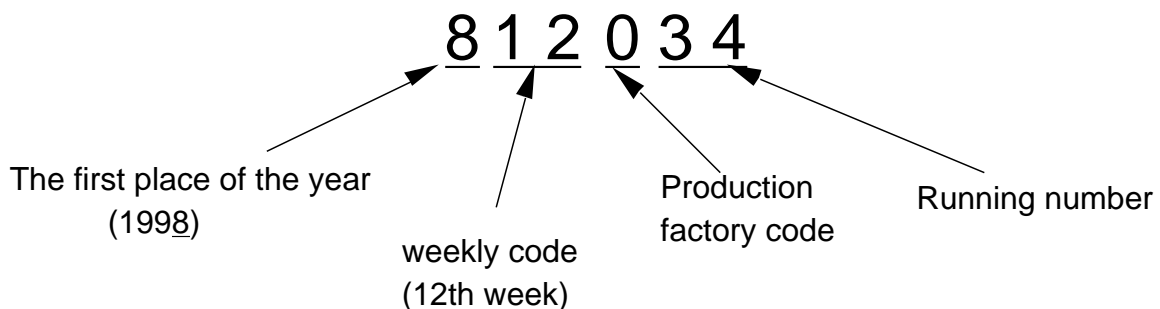 8 1 2 0 3 4
The first place of the year
(1998)
weekly code
(12th week)
Production
factory code
Running number